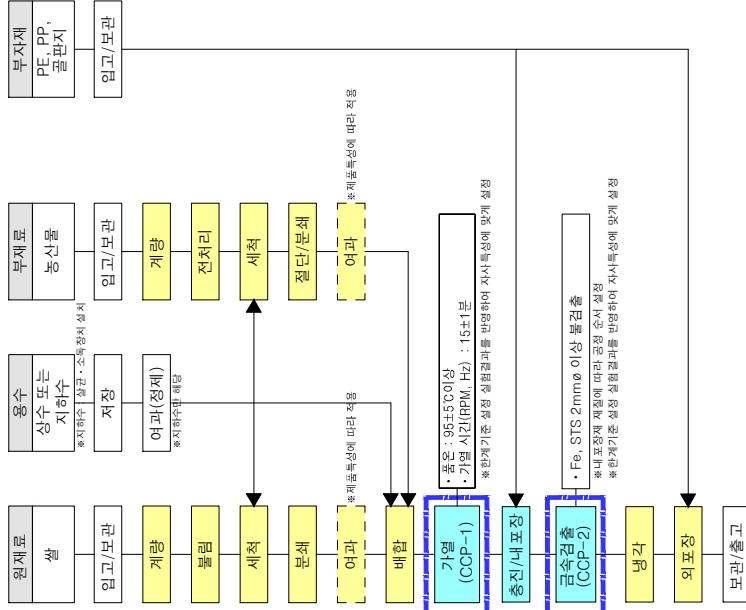 원재료
쌀
입고/보관
계량
불림
세척
분쇄
여과
※제품특성에 따라 적용
배합
가열
(CCP-1)
• 품온 : 95±5℃이상
• 가열 시간(RPM, Hz) : 15±1분
※한계기준 설정 실험결과를 반영하여 자사특성에 맞게 설정
충진/내포장
금속검출
(CCP-2)
• Fe, STS 2mmø 이상 불검출
※내포장재 재질에 따라 공정 순서 설정
※한계기준 설정 실험결과를 반영하여 자사특성에 맞게 설정
냉각
외포장
보관/출고
용수
상수 또는
지하수
※지하수 : 살균・소독장치 설치
저장
여과(정제)
※지하수만 해당
부재료
농산물
입고/보관
계량
전처리
세척
절단/분쇄
여과
※제품특성에 따라 적용
부자재
PE, PP,
골판지
입고/보관